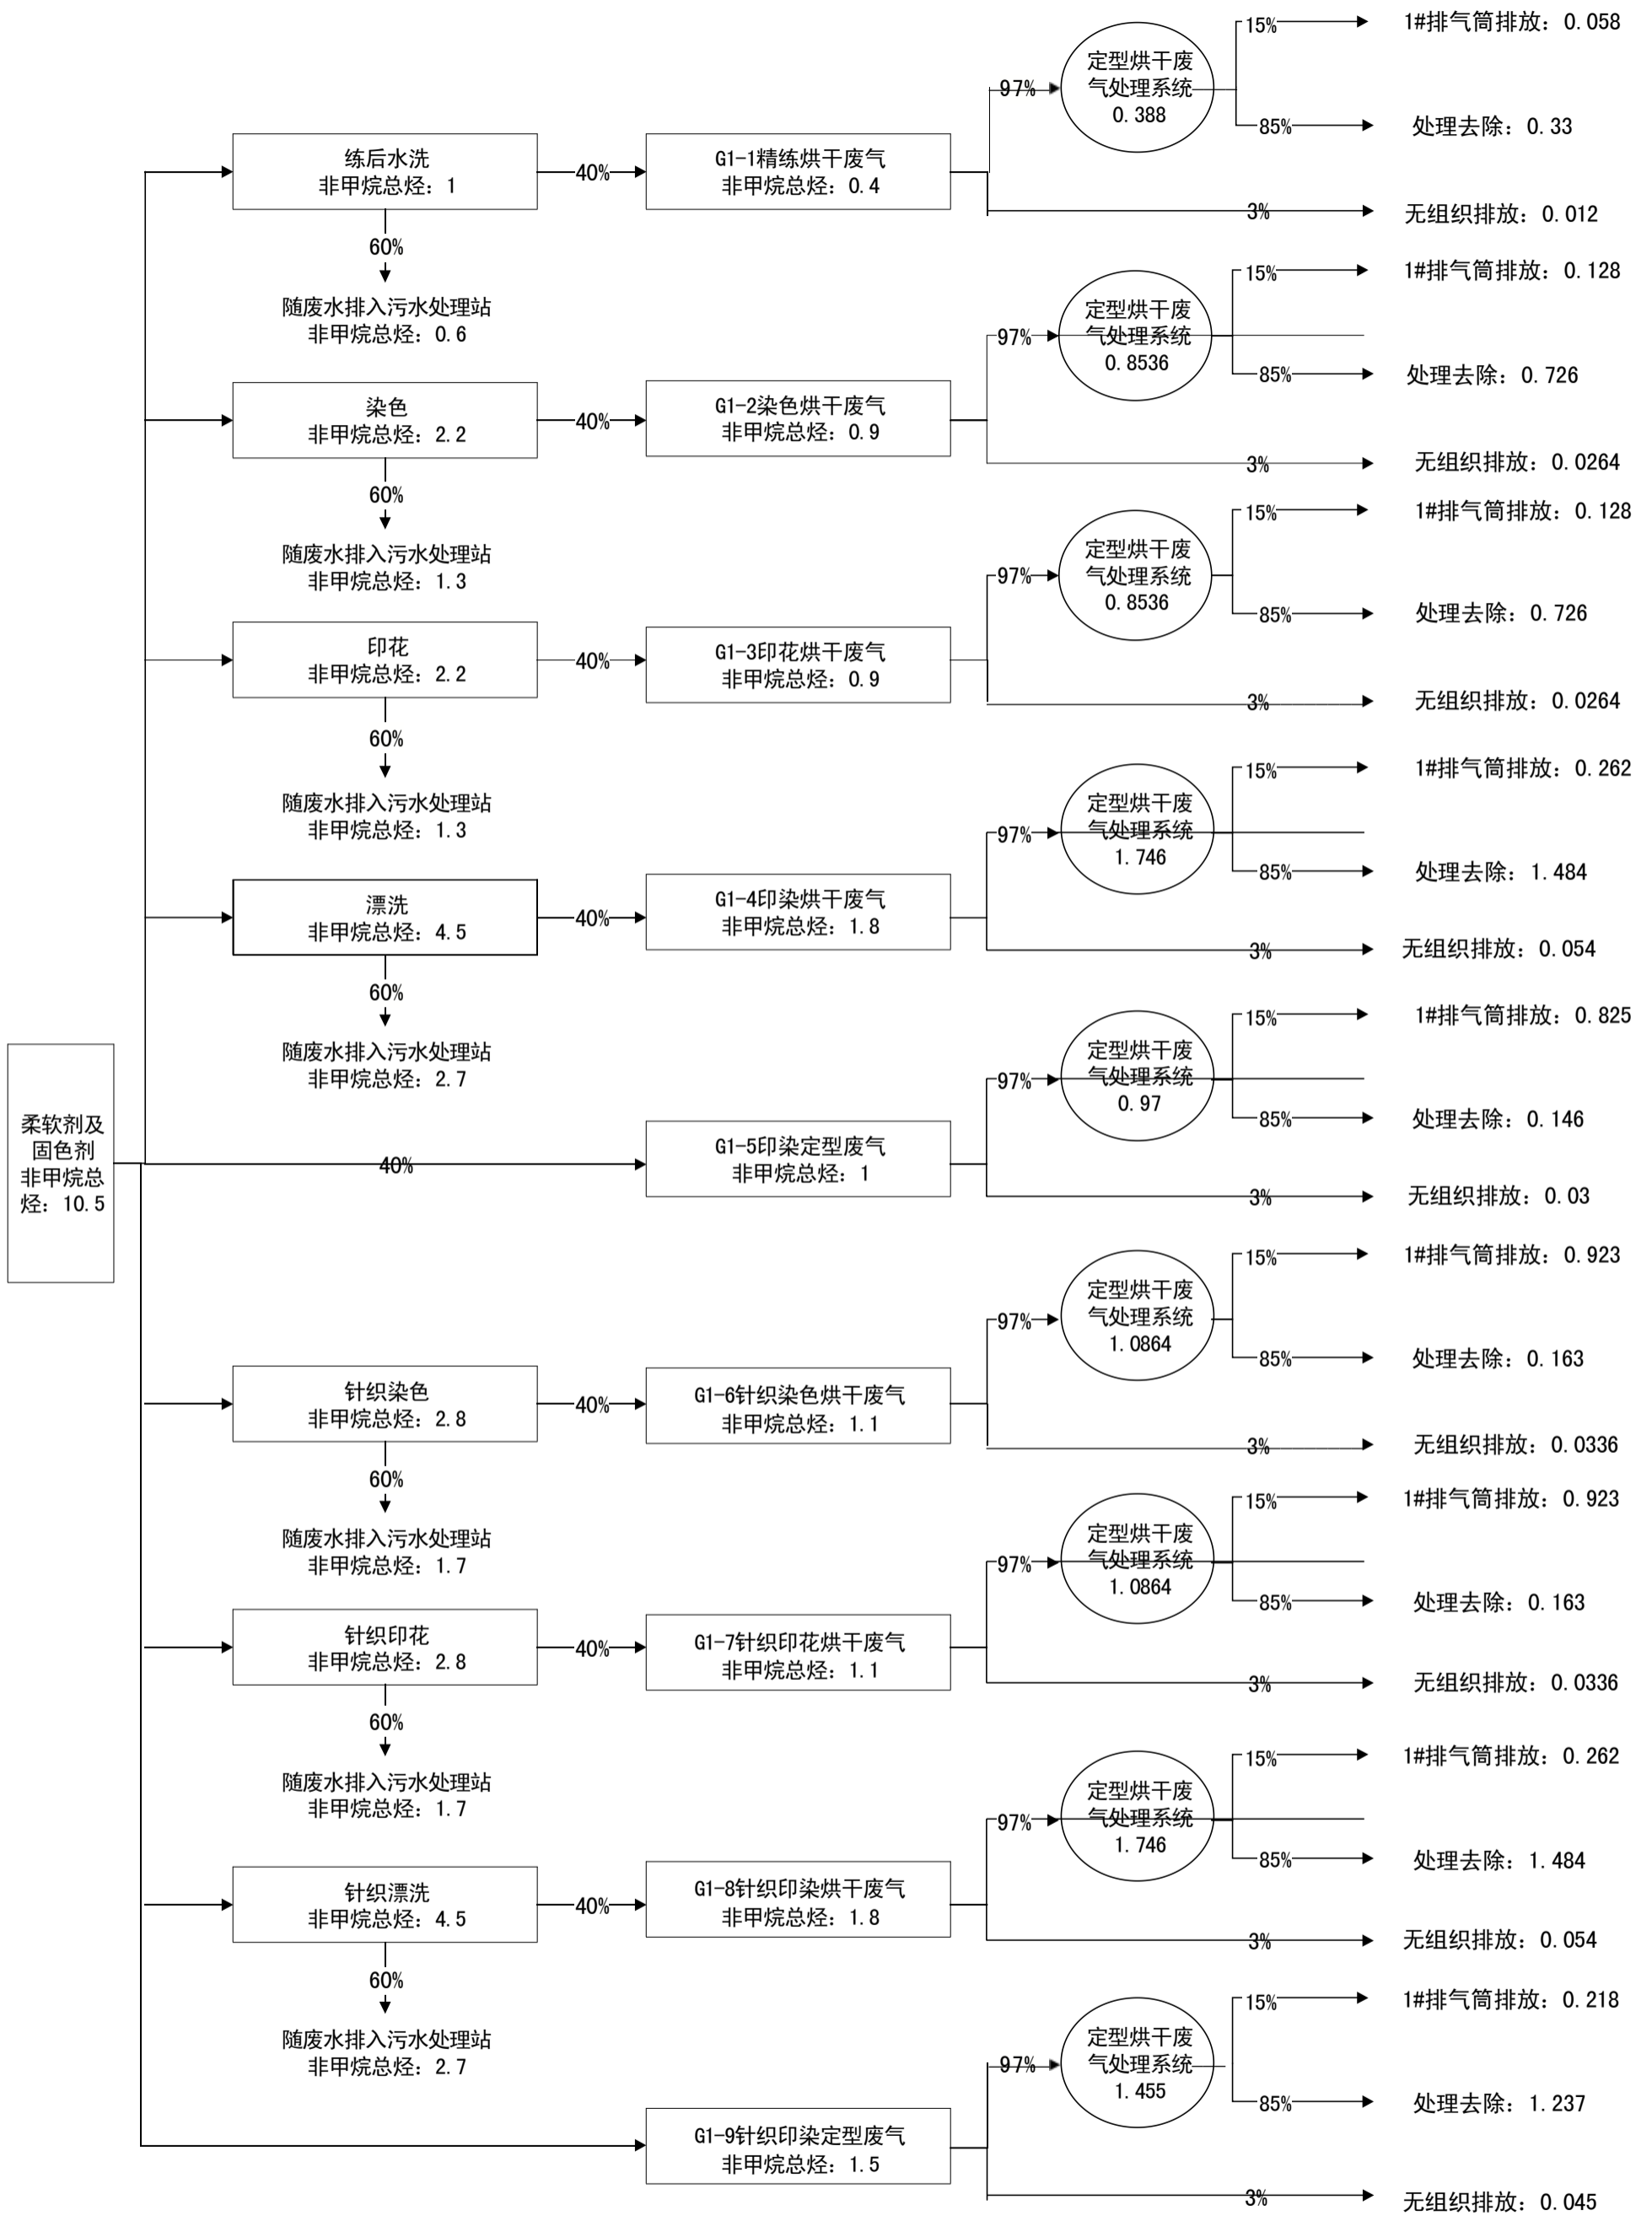 柔软剂及
固色剂
非甲烷总
烃：10.5
练后水洗
非甲烷总烃：1
60%
随废水排入污水处理站
非甲烷总烃：0.6
40%
G1-1精练烘干废气
非甲烷总烃：0.4
97%
定型烘干废
气处理系统
0.388
15%
1#排气筒排放：0.058
85%
处理去除：0.33
3%
无组织排放：0.012
染色
非甲烷总烃：2.2
60%
随废水排入污水处理站
非甲烷总烃：1.3
40%
G1-2染色烘干废气
非甲烷总烃：0.9
97%
定型烘干废
气处理系统
0.8536
15%
1#排气筒排放：0.128
85%
处理去除：0.726
3%
无组织排放：0.0264
印花
非甲烷总烃：2.2
60%
随废水排入污水处理站
非甲烷总烃：1.3
40%
G1-3印花烘干废气
非甲烷总烃：0.9
97%
定型烘干废
气处理系统
0.8536
15%
1#排气筒排放：0.128
85%
处理去除：0.726
3%
无组织排放：0.0264
漂洗
非甲烷总烃：4.5
60%
随废水排入污水处理站
非甲烷总烃：2.7
40%
G1-4印染烘干废气
非甲烷总烃：1.8
97%
定型烘干废
气处理系统
1.746
15%
1#排气筒排放：0.262
85%
处理去除：1.484
3%
无组织排放：0.054
40%
G1-5印染定型废气
非甲烷总烃：1
97%
定型烘干废
气处理系统
0.97
15%
1#排气筒排放：0.825
85%
处理去除：0.146
3%
无组织排放：0.03
针织染色
非甲烷总烃：2.8
60%
随废水排入污水处理站
非甲烷总烃：1.7
40%
G1-6针织染色烘干废气
非甲烷总烃：1.1
97%
定型烘干废
气处理系统
1.0864
15%
1#排气筒排放：0.923
85%
处理去除：0.163
3%
无组织排放：0.0336
针织印花
非甲烷总烃：2.8
60%
随废水排入污水处理站
非甲烷总烃：1.7
40%
G1-7针织印花烘干废气
非甲烷总烃：1.1
97%
定型烘干废
气处理系统
1.0864
15%
1#排气筒排放：0.923
85%
处理去除：0.163
3%
无组织排放：0.0336
针织漂洗
非甲烷总烃：4.5
60%
随废水排入污水处理站
非甲烷总烃：2.7
40%
G1-8针织印染烘干废气
非甲烷总烃：1.8
97%
定型烘干废
气处理系统
1.746
15%
1#排气筒排放：0.262
85%
处理去除：1.484
3%
无组织排放：0.054
G1-9针织印染定型废气
非甲烷总烃：1.5
97%
定型烘干废
气处理系统
1.455
15%
1#排气筒排放：0.218
85%
处理去除：1.237
3%
无组织排放：0.045